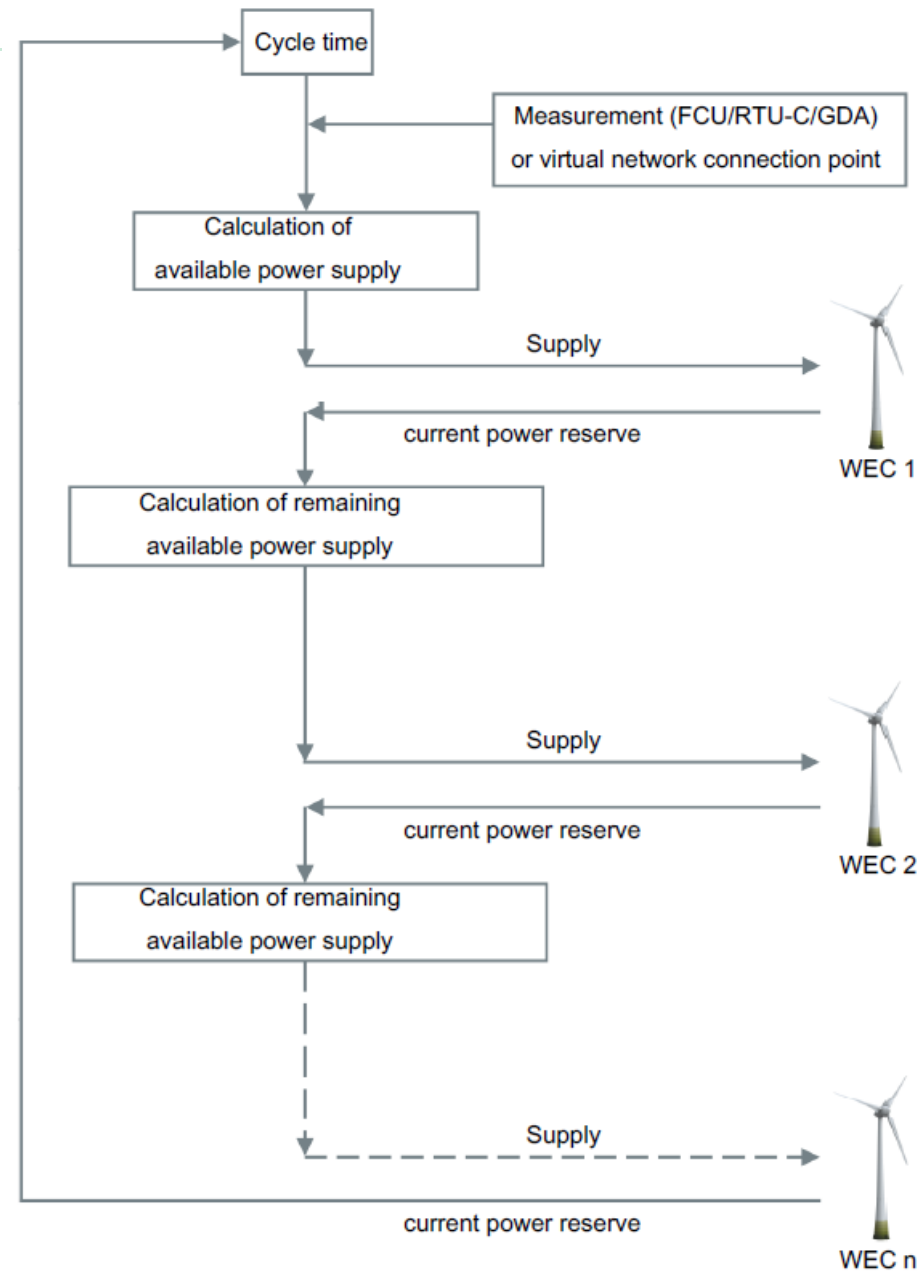 Cycle time
Measurement (FCU/RTU-C/GDA)
or virtual network connection point
Calculation of
available power supply
Supply
current power reserve
WEC 1
Calculation of remaining
available power supply
Supply
current power reserve
WEC 2
Calculation of remaining
available power supply
Supply
current power reserve
WEC n